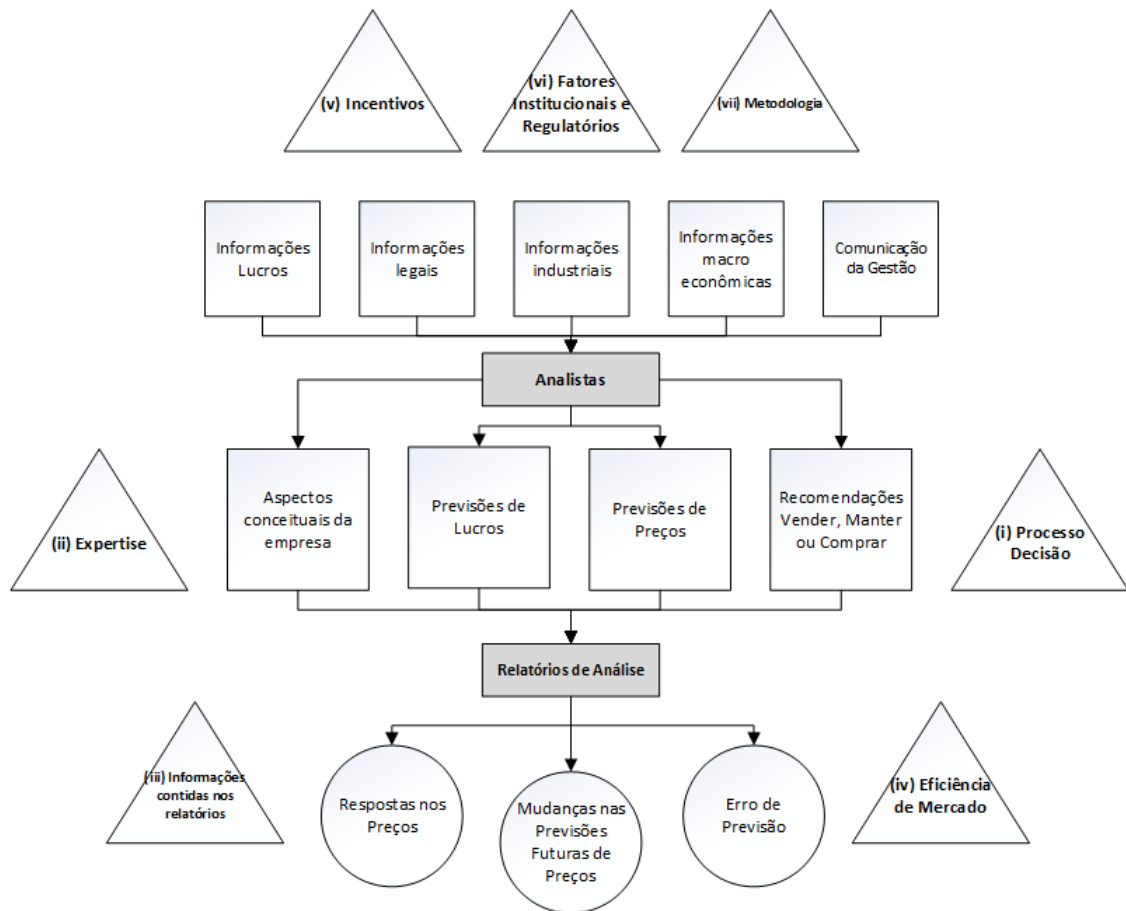 (v) Incentivos
(vi) Fatores
Institucionais e
Regulatórios
(vii) Metodologia
Informações
Lucros
Informações
legais
Informações
industriais
Informações
macro
econômicas
Comunicação
da Gestão
Analistas
(ii) Expertise
Aspectos
conceituais da
empresa
Previsões de
Lucros
Previsões de
Preços
Recomendações
Vender, Manter
ou Comprar
(i) Processo
Decisão
Relatórios de Análise
(iii) Informações
contidas nos
relatórios
Respostas nos
Preços
Mudanças nas
Previsões
Futuras de
Preços
Erro de
Previsão
(iv) Eficiência
de Mercado